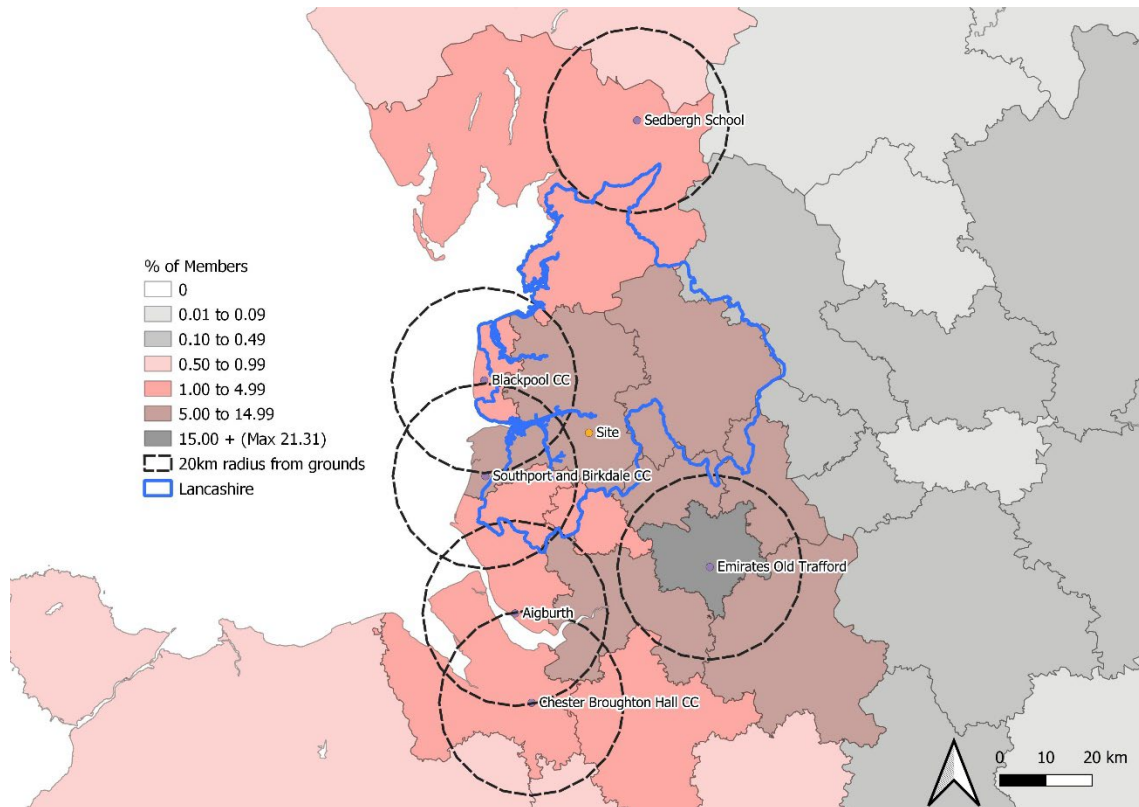 Sedbergh School
% of Members
0
0.01 to 0.09
0.10 to 0.49
0.50 to 0.99
1.00 to 4.99
5.00 to 14.99
15.00 + (Max 21.31)
20km radius from grounds
Lancashire
Blackpool CC
Site
Southport and Birkdale CC
Emirates Old Trafford
Aigburth
Chester Broughton Hall CC
0 10 20 km